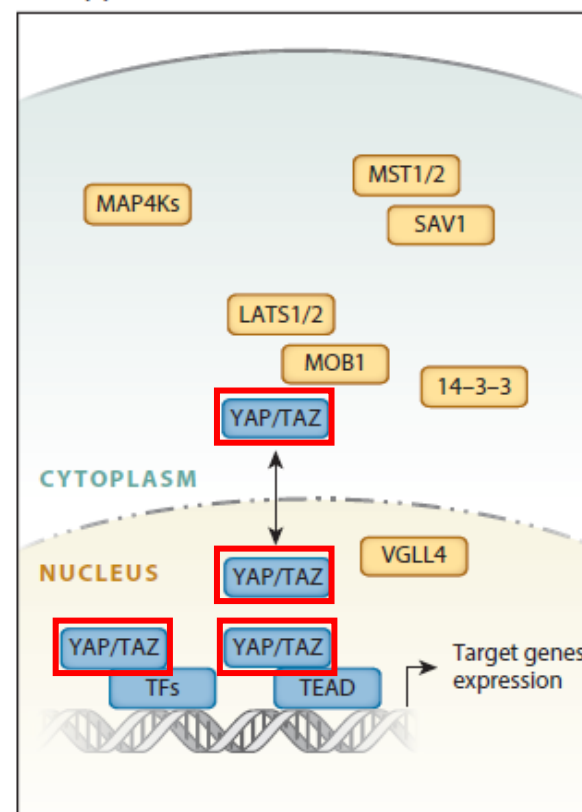 MST1/2
MAP4Ks
SAV1
LATS1/2
MOB1
14–3–3
YAP/TAZ
CYTOPLASM
VGLL4
NUCLEUS
YAP/TAZ
YAP/TAZ
YAP/TAZ
Target genes
expression
TFs
TEAD